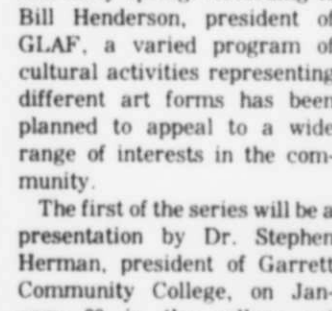 Bill Henderson, president of
GLAF, a varied program of
cultural activities representing
different art forms has been
planned to appeal to a wide
range of interests in the com-
munity.
The first of the series will be a
presentation by Dr. Stephen
Herman, president of Garrett
Community College, on Jan-